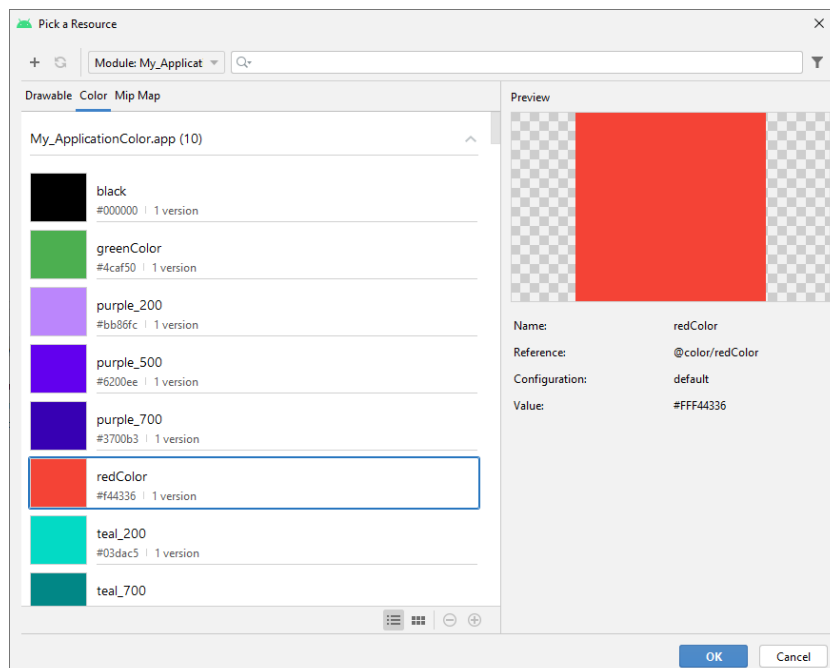 Pick a Resource
Module: My_Applicat
Drawable Color Mip Map
My_ApplicationColor.app (10)
black
#000000 | 1 version
greenColor
#4caf50 | 1 version
purple_200
#bb86fc | 1 version
purple_500
#6200ee | 1 version
purple_700
#3700b3 | 1 version
redColor
#f44336 | 1 version
teal_200
#03dac5 | 1 version
teal_700
Preview
Name: redColor
Reference: @color/redColor
Configuration: default
Value: #FFF44336
OK Cancel